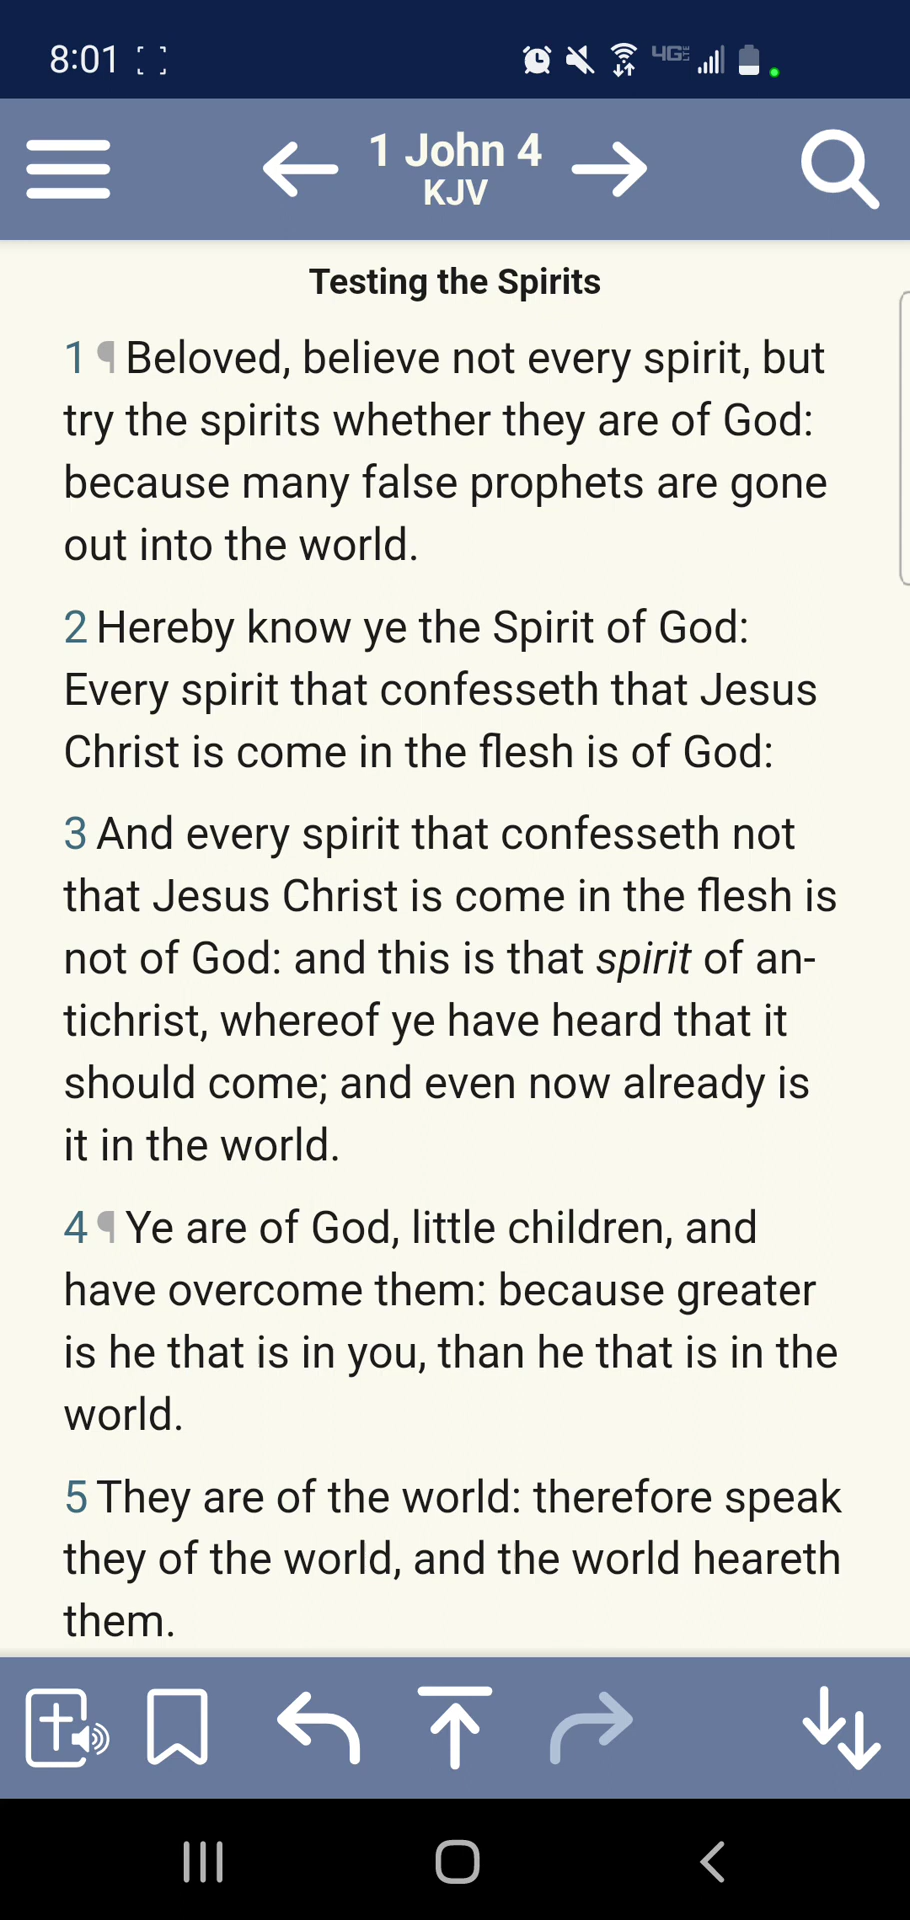 8:01
4G
1 John 4
KJV
Testing the Spirits
1 ¶ Beloved, believe not every spirit, but
try the spirits whether they are of God:
because many false prophets are gone
out into the world.
2 Hereby know ye the Spirit of God:
Every spirit that confesseth that Jesus
Christ is come in the flesh is of God:
3 And every spirit that confesseth not
that Jesus Christ is come in the flesh is
not of God: and this is that spirit of an-
tichrist, whereof ye have heard that it
should come; and even now already is
it in the world.
4 ¶ Ye are of God, little children, and
have overcome them: because greater
is he that is in you, than he that is in the
world.
5 They are of the world: therefore speak
they of the world, and the world heareth
them.